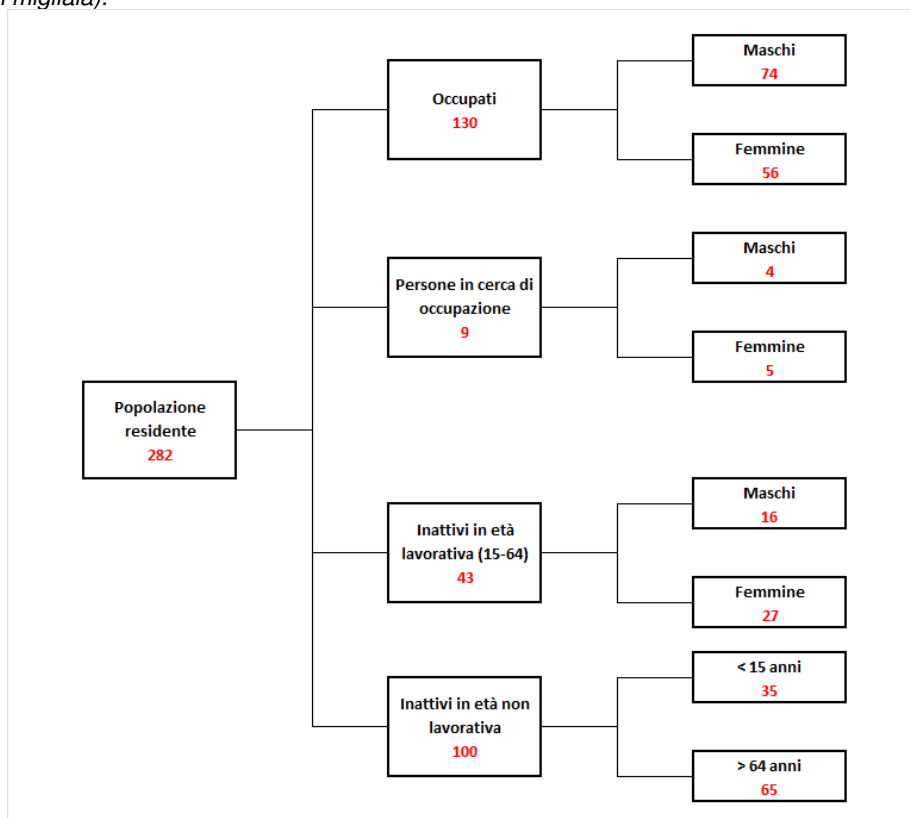 migliaia).
Maschi
74
Occupati
130
Femmine
56
Maschi
4
Persone in cerca di
occupazione
9
Femmine
5
Popolazione
residente
282
Maschi
16
Inattivi in età
lavorativa (15-64)
43
Femmine
27
< 15 anni
35
Inattivi in età non
lavorativa
100
> 64 anni
65